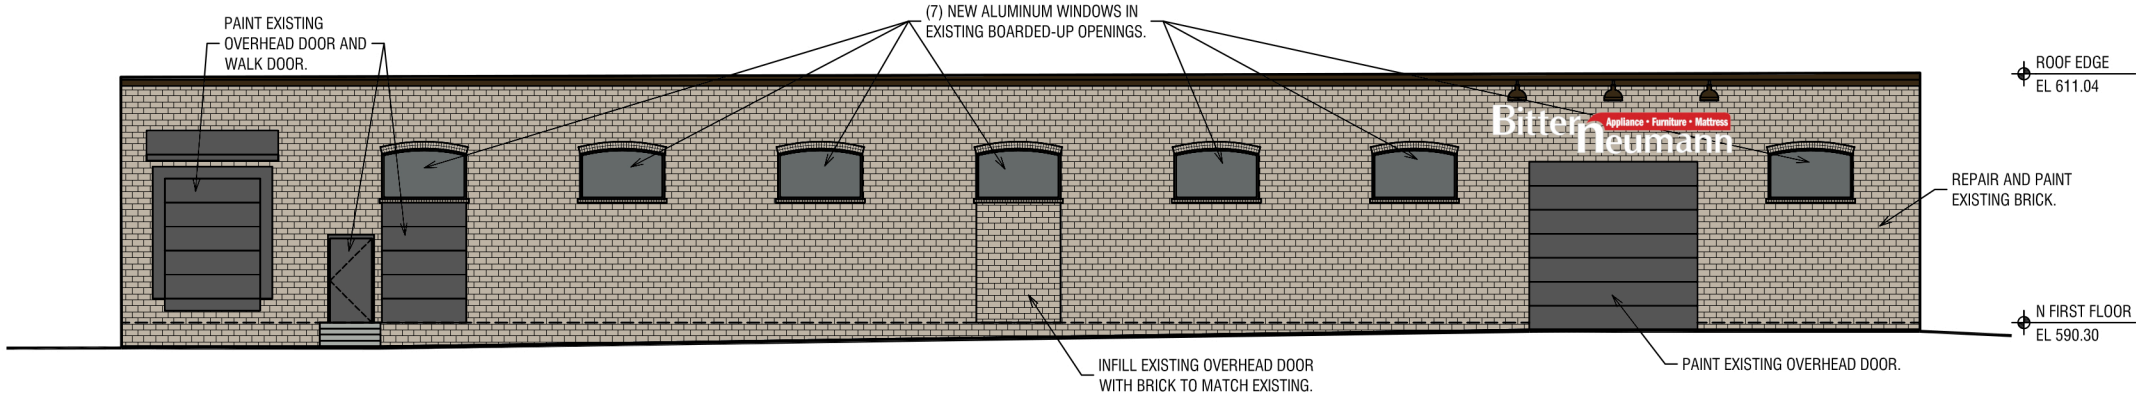 PAINT EXISTING
OVERHEAD DOOR AND
WALK DOOR.
(7) NEW ALUMINUM WINDOWS IN
EXISTING BOARDED-UP OPENINGS.
ROOF EDGE
EL 611.04
Bitter
Appliance • Furniture • Mattress
neumann
REPAIR AND PAINT
EXISTING BRICK.
N FIRST FLOOR
EL 590.30
INFILL EXISTING OVERHEAD DOOR
WITH BRICK TO MATCH EXISTING.
PAINT EXISTING OVERHEAD DOOR.